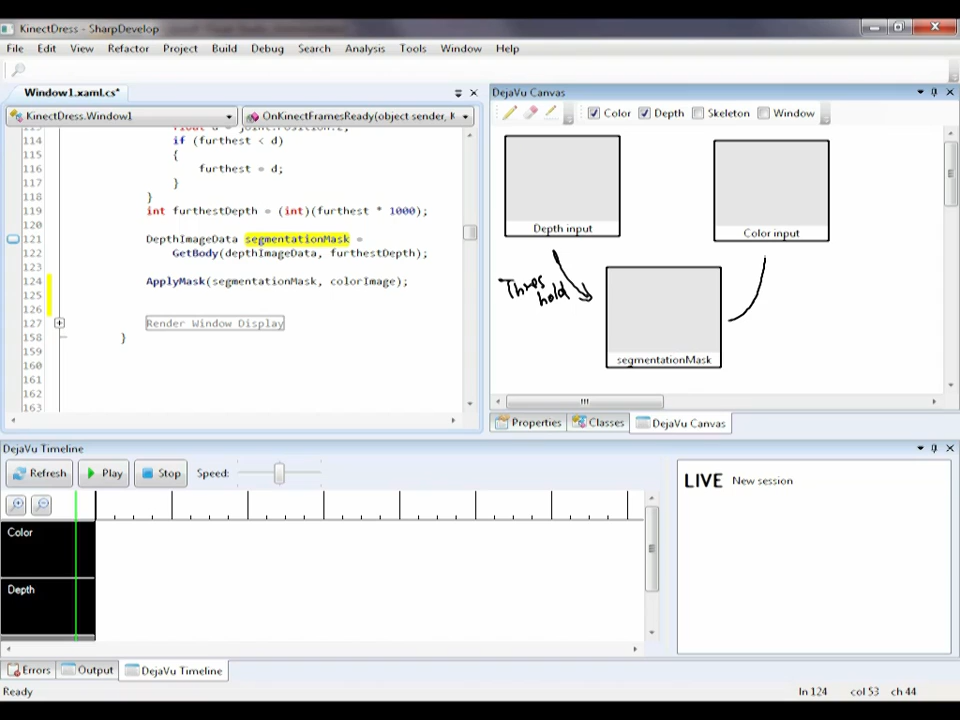 KinectDress - SharpDevelop
File Edit View Refactor Project Build Debug Search Analysis Tools Window Help
Window1.xaml.cs*
KinectDress.Window1 OnKinectFramesReady(object sender, K
114 if (furthest < d)
115 {
116 furthest = d;
117 }
118 }
119 int furthestDepth = (int)(furthest * 1000);
120
121 DepthImageData segmentationMask =
122 GetBody(depthImageData, furthestDepth);
123
124 ApplyMask(segmentationMask, colorImage);
125
126
127 Render Window Display
158 }
159
160
161
162
163
DejaVu Canvas
Color Depth Skeleton Window
Depth input
Color input
Thres
hold
segmentationMask
Properties Classes DejaVu Canvas
DejaVu Timeline
Refresh Play Stop Speed:
Color
Depth
LIVE New session
Errors Output DejaVu Timeline
Ready ln 124 col 53 ch 44